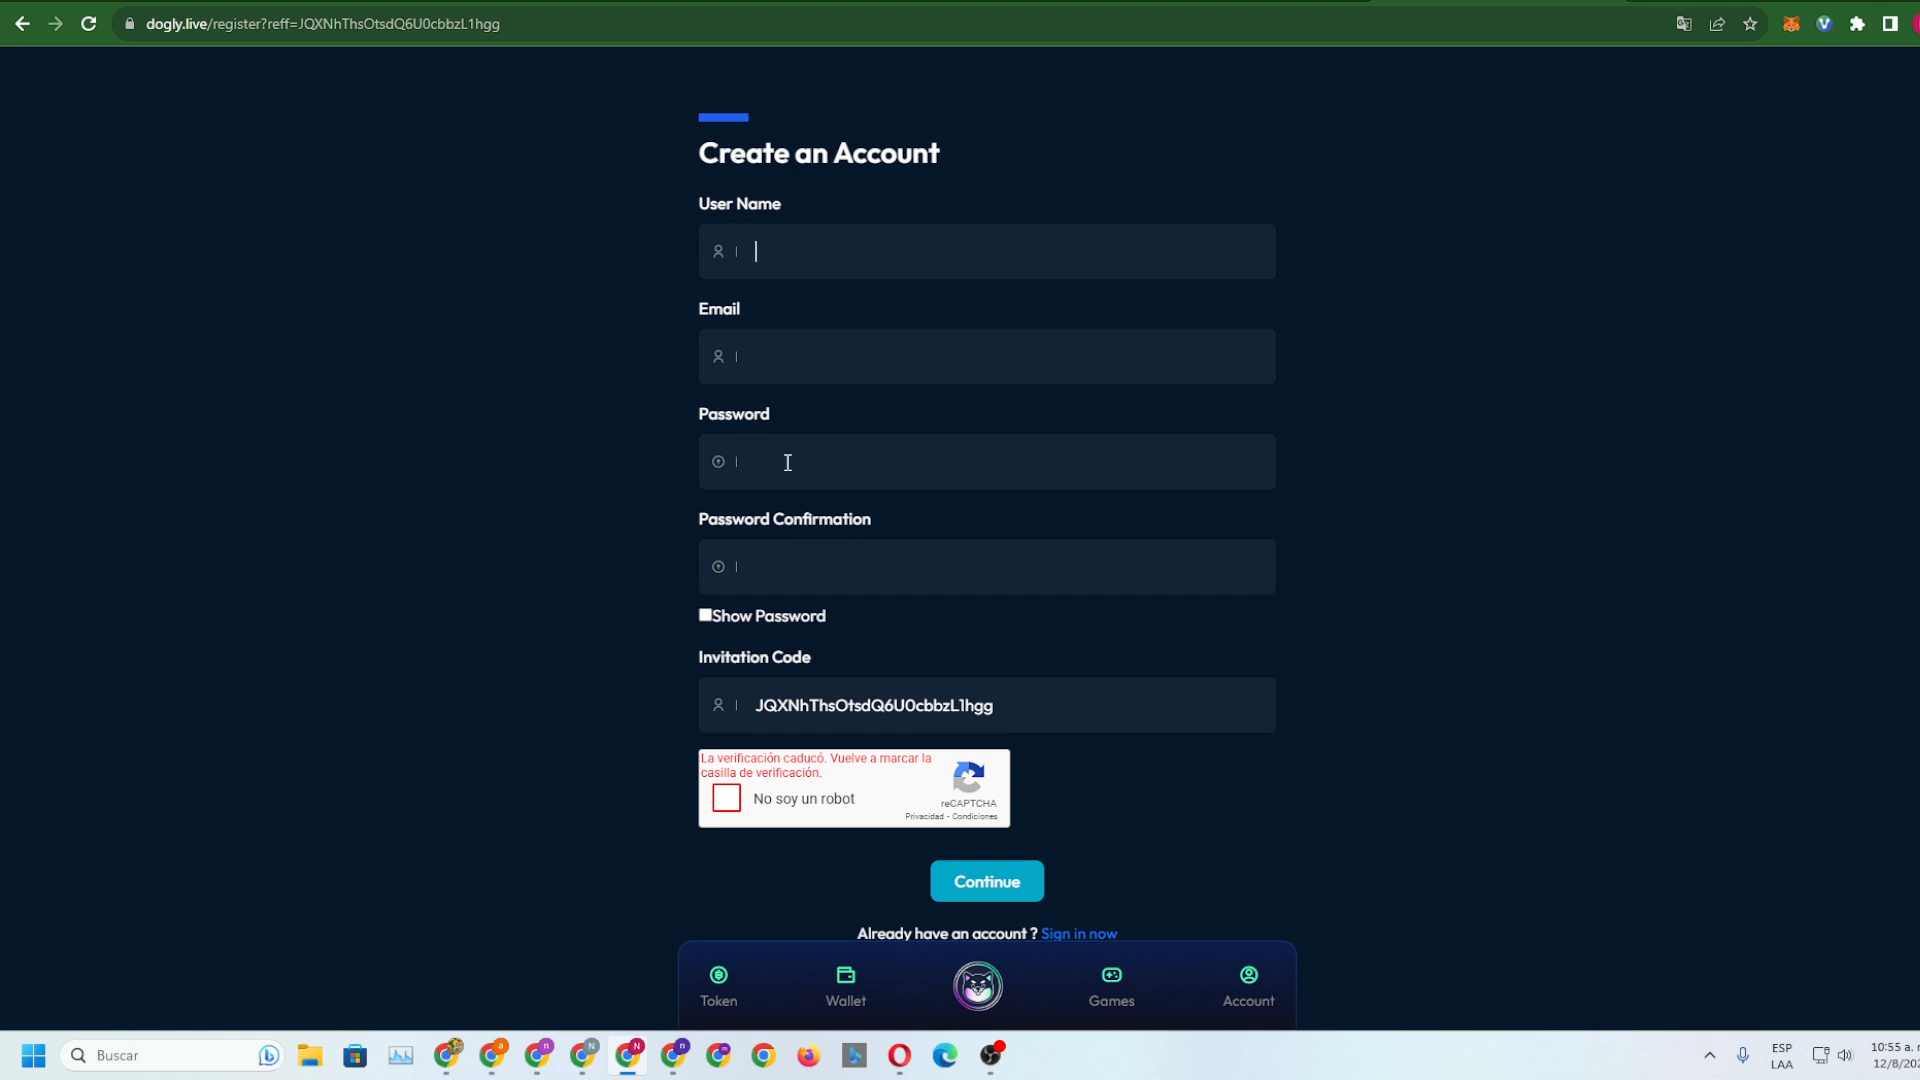 dogly.live/register?reff=JQXNhThsOtsdQ6U0cbbzL1hgg
Create an Account
User Name
Email
Password
Password Confirmation
Show Password
Invitation Code
JQXNhThsOtsdQ6U0cbbzL1hgg
La verificación caducó. Vuelve a marcar la
casilla de verificación.
No soy un robot
reCAPTCHA
Privacidad - Condiciones
Continue
Already have an account ? Sign in now
Token
Wallet
Games
Account
Buscar
ESP
LAA
10:55 a.
12/8/202